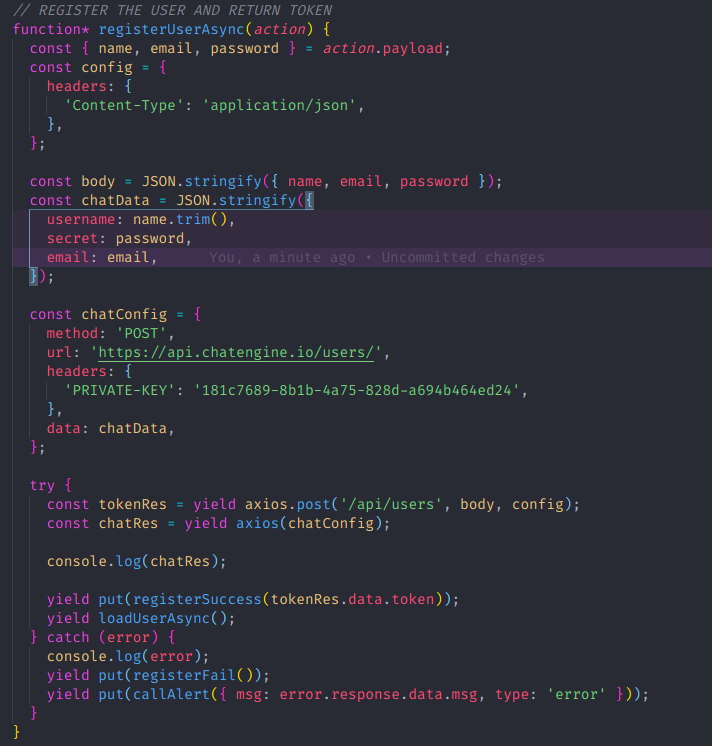 // REGISTER THE USER AND RETURN TOKEN
function* registerUserAsync(action) {
  const { name, email, password } = action.payload;
  const config = {
    headers: {
      'Content-Type': 'application/json',
    },
  };
  const body = JSON.stringify({ name, email, password });
  const chatData = JSON.stringify({
    username: name.trim(),
    secret: password,
    email: email,      You, a minute ago • Uncommitted changes
  });
  const chatConfig = {
    method: 'POST',
    url: 'https://api.chatengine.io/users/',
    headers: {
      'PRIVATE-KEY': '181c7689-8b1b-4a75-828d-a694b464ed24',
    },
    data: chatData,
  };
  try {
    const tokenRes = yield axios.post('/api/users', body, config);
    const chatRes = yield axios(chatConfig);
    console.log(chatRes);
    yield put(registerSuccess(tokenRes.data.token));
    yield loadUserAsync();
  } catch (error) {
    console.log(error);
    yield put(registerFail());
    yield put(callAlert({ msg: error.response.data.msg, type: 'error' }));
  }
}